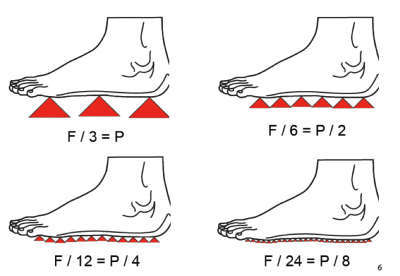 F / 3 = P
F / 6 = P / 2
F / 12 = P / 4
F / 24 = P / 8
6